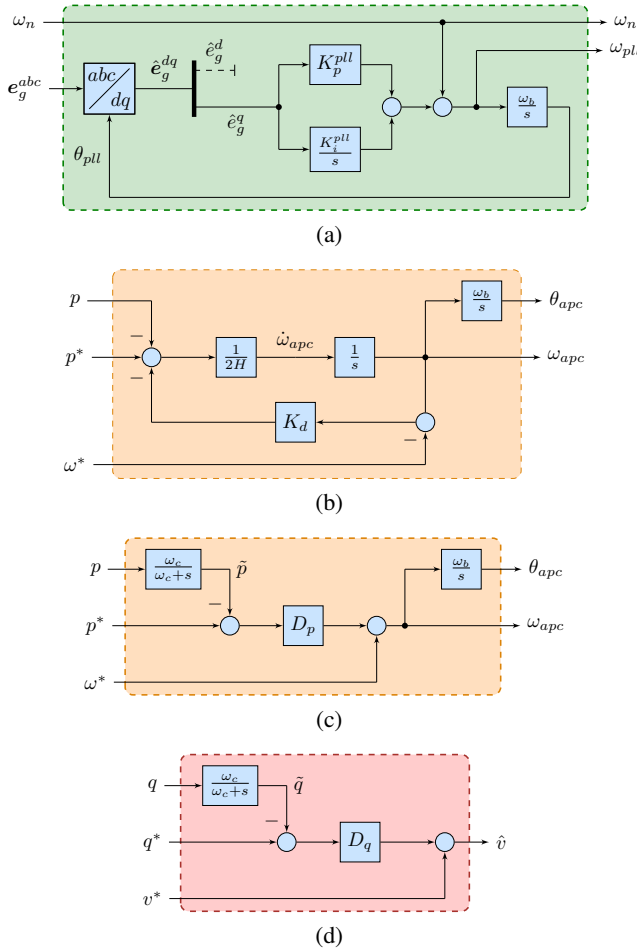 ω_n ω_n
ω_pll
e_g^abc abc/dq ê_g^dq ê_g^d K_p^pll
ê_g^q ω_b/s
θ_pll K_i^pll/s
(a)
p ω_b/s θ_apc
−
p* 1/2H ω̇_apc 1/s ω_apc
−
K_d
−
ω*
(b)
p ω_c/(ω_c+s) p̃ ω_b/s θ_apc
−
p* D_p ω_apc
ω*
(c)
q ω_c/(ω_c+s) q̃
−
q* D_q v̂
v*
(d)